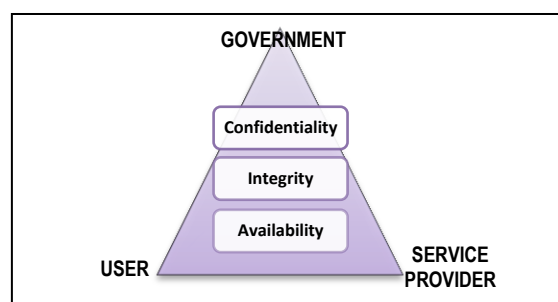 GOVERNMENT
Confidentiality
Integrity
Availability
USER
SERVICE
PROVIDER